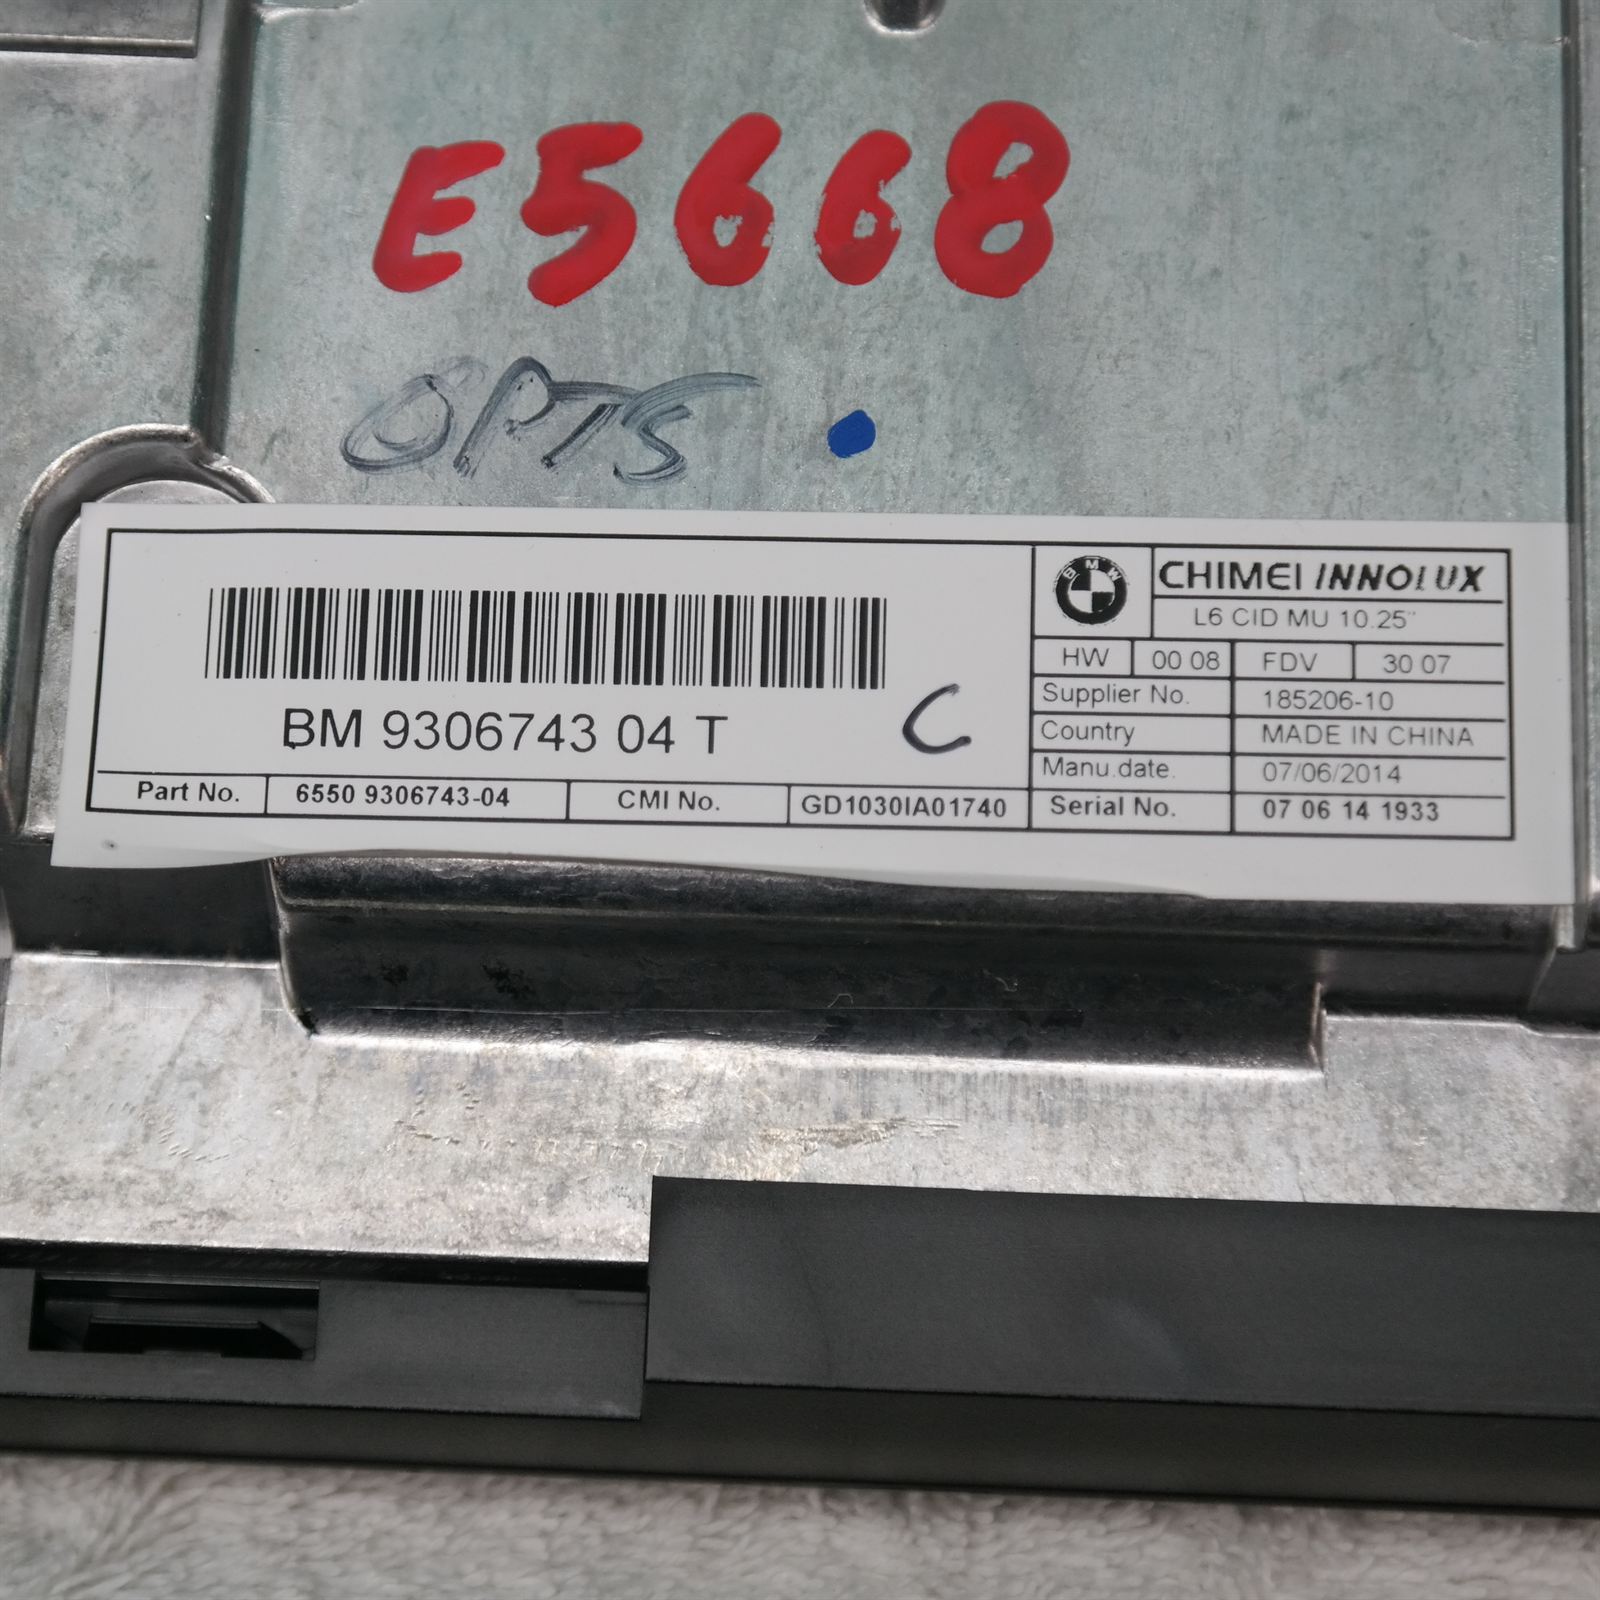 E5668
OPTS
BMW
CHIMEI INNOLUX
L6 CID MU 10.25"
HW 00 08 FDV 30 07
Supplier No. 185206-10
Country MADE IN CHINA
Manu.date. 07/06/2014
Serial No. 07 06 14 1933
BM 9306743 04 T C
Part No. 6550 9306743-04 CMI No. GD1030IA01740